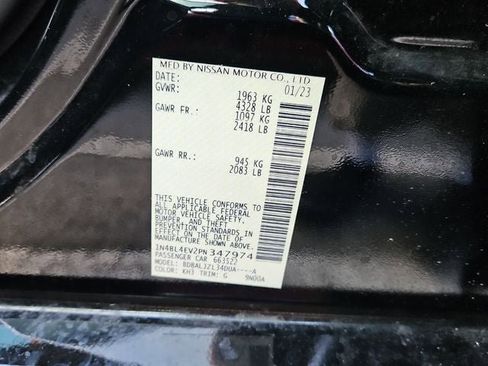 MFD BY NISSAN MOTOR CO., LTD
DATE: 01/23
GVWR: 1963 KG
4328 LB
GAWR FR: 1097 KG
2418 LB
GAWR RR: 945 KG
2083 LB
THIS VEHICLE CONFORMS TO
ALL APPLICABLE FEDERAL
MOTOR VEHICLE SAFETY,
BUMPER, AND THEFT
PREVENTION STANDARDS
IN EFFECT ON THE DATE OF
MANUFACTURE SHOWN ABOVE.
1N4BL4EV2PN347974
PASSENGER CAR 663522
MODEL:
COLOR: KH3 TRIM: G